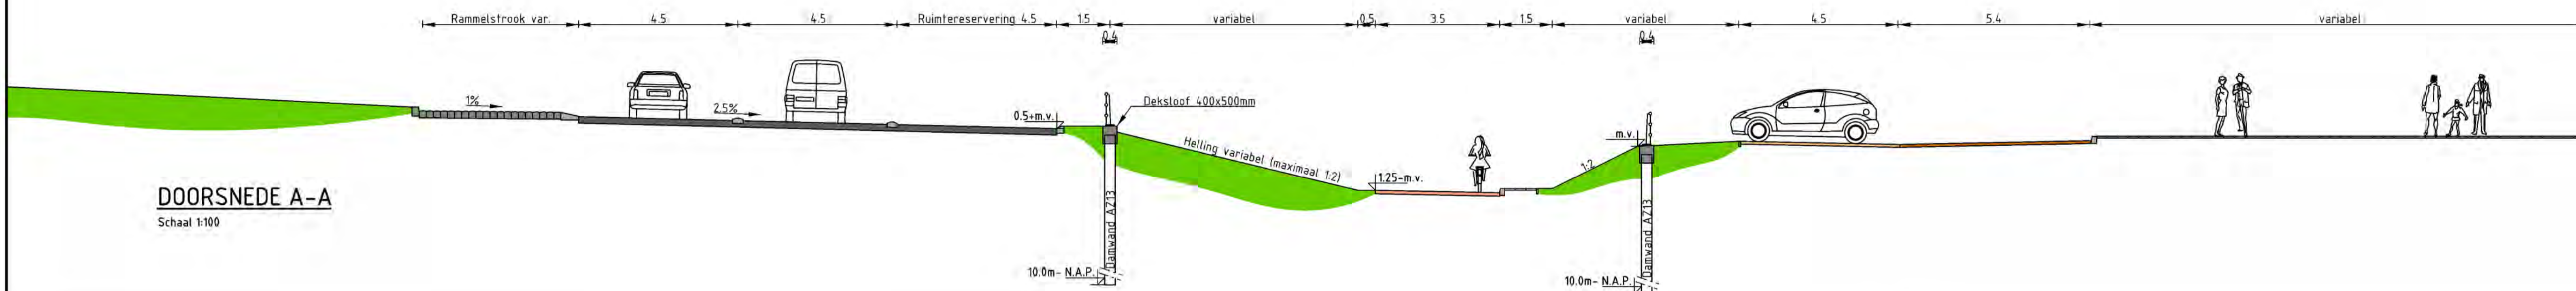 Rammelstrook var.
4.5
4.5
Ruimtereservering 4.5
1.5
variabel
0.5
3.5
1.5
variabel
4.5
5.4
variabel
0.4
0.4
1%
2.5%
0.5+m.v.
Deksloof 400x500mm
Helling variabel (maximaal 1:2)
1.25-m.v.
1:2
m.v.
DOORSNEDE A-A
Schaal 1:100
Damwand AZ13
Damwand AZ13
10.0m- N.A.P.
10.0m- N.A.P.